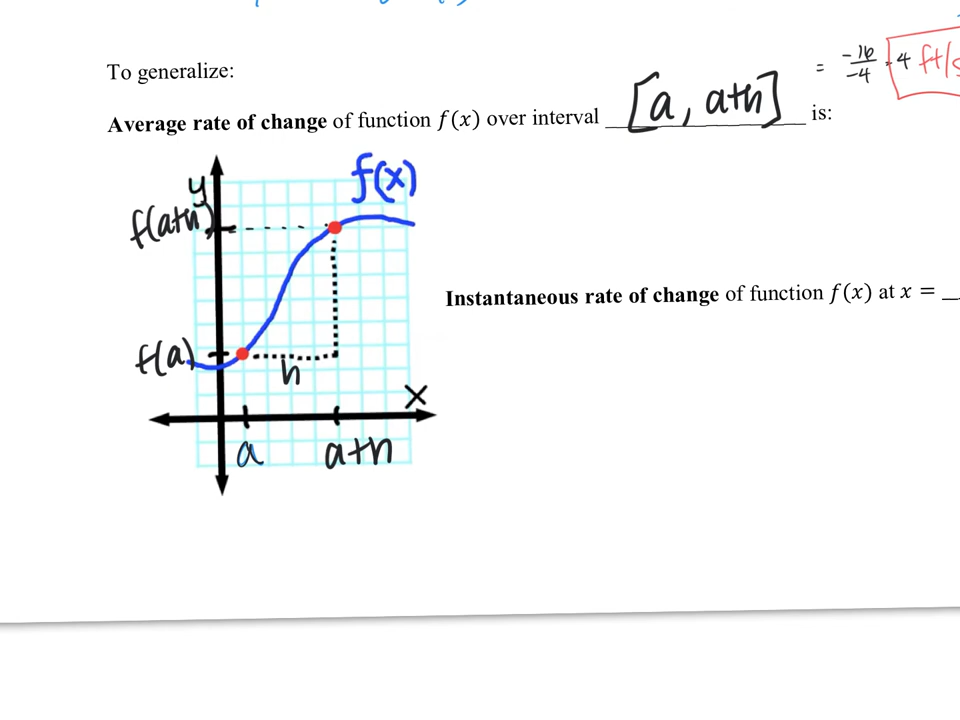 = -16/-4 = 4 ft/s
To generalize:
Average rate of change of function f(x) over interval [a, a+h] is:
y
f(x)
f(a+h)
Instantaneous rate of change of function f(x) at x = __
f(a)
h
x
a
a+h